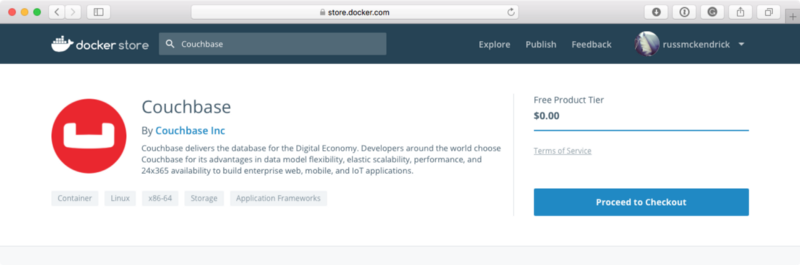 store.docker.com
docker store
Couchbase
Explore
Publish
Feedback
russmckendrick
Couchbase
By Couchbase Inc
Couchbase delivers the database for the Digital Economy. Developers around the world choose
Couchbase for its advantages in data model flexibility, elastic scalability, performance, and
24x365 availability to build enterprise web, mobile, and IoT applications.
Container
Linux
x86-64
Storage
Application Frameworks
Free Product Tier
$0.00
Terms of Service
Proceed to Checkout